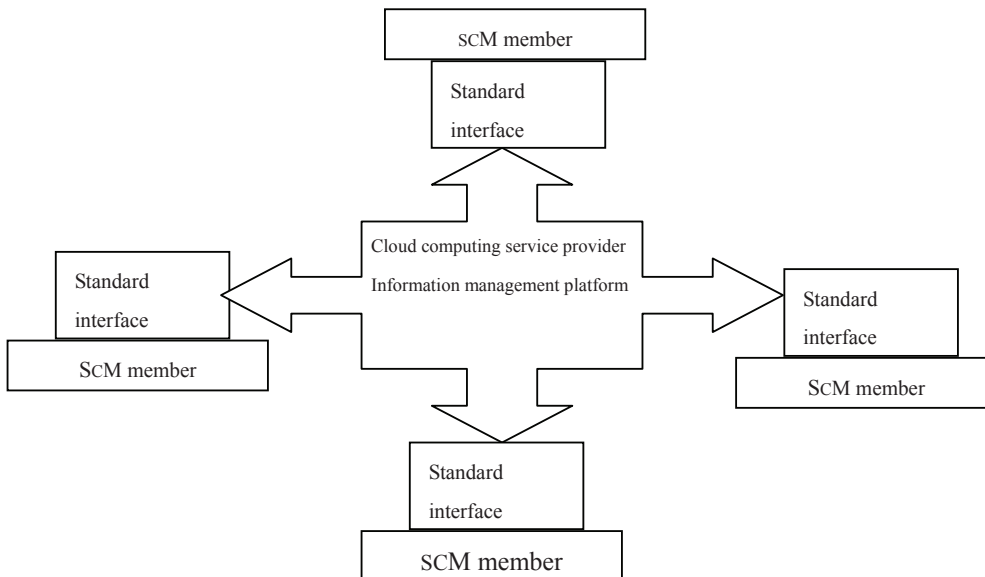 SCM member
Standard
interface
Cloud computing service provider
Information management platform
Standard
interface
SCM member
Standard
interface
SCM member
Standard
interface
SCM member